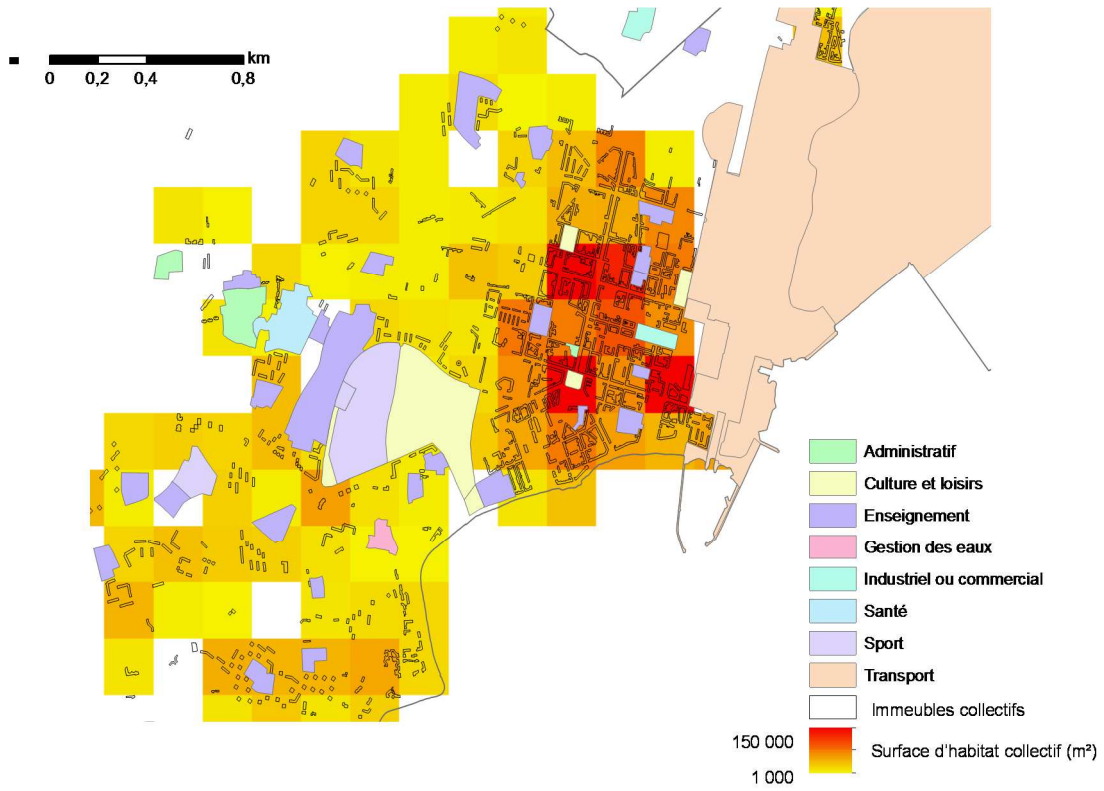 km
0 0,2 0,4 0,8
Administratif
Culture et loisirs
Enseignement
Gestion des eaux
Industriel ou commercial
Santé
Sport
Transport
Immeubles collectifs
150 000
Surface d'habitat collectif (m²)
1 000